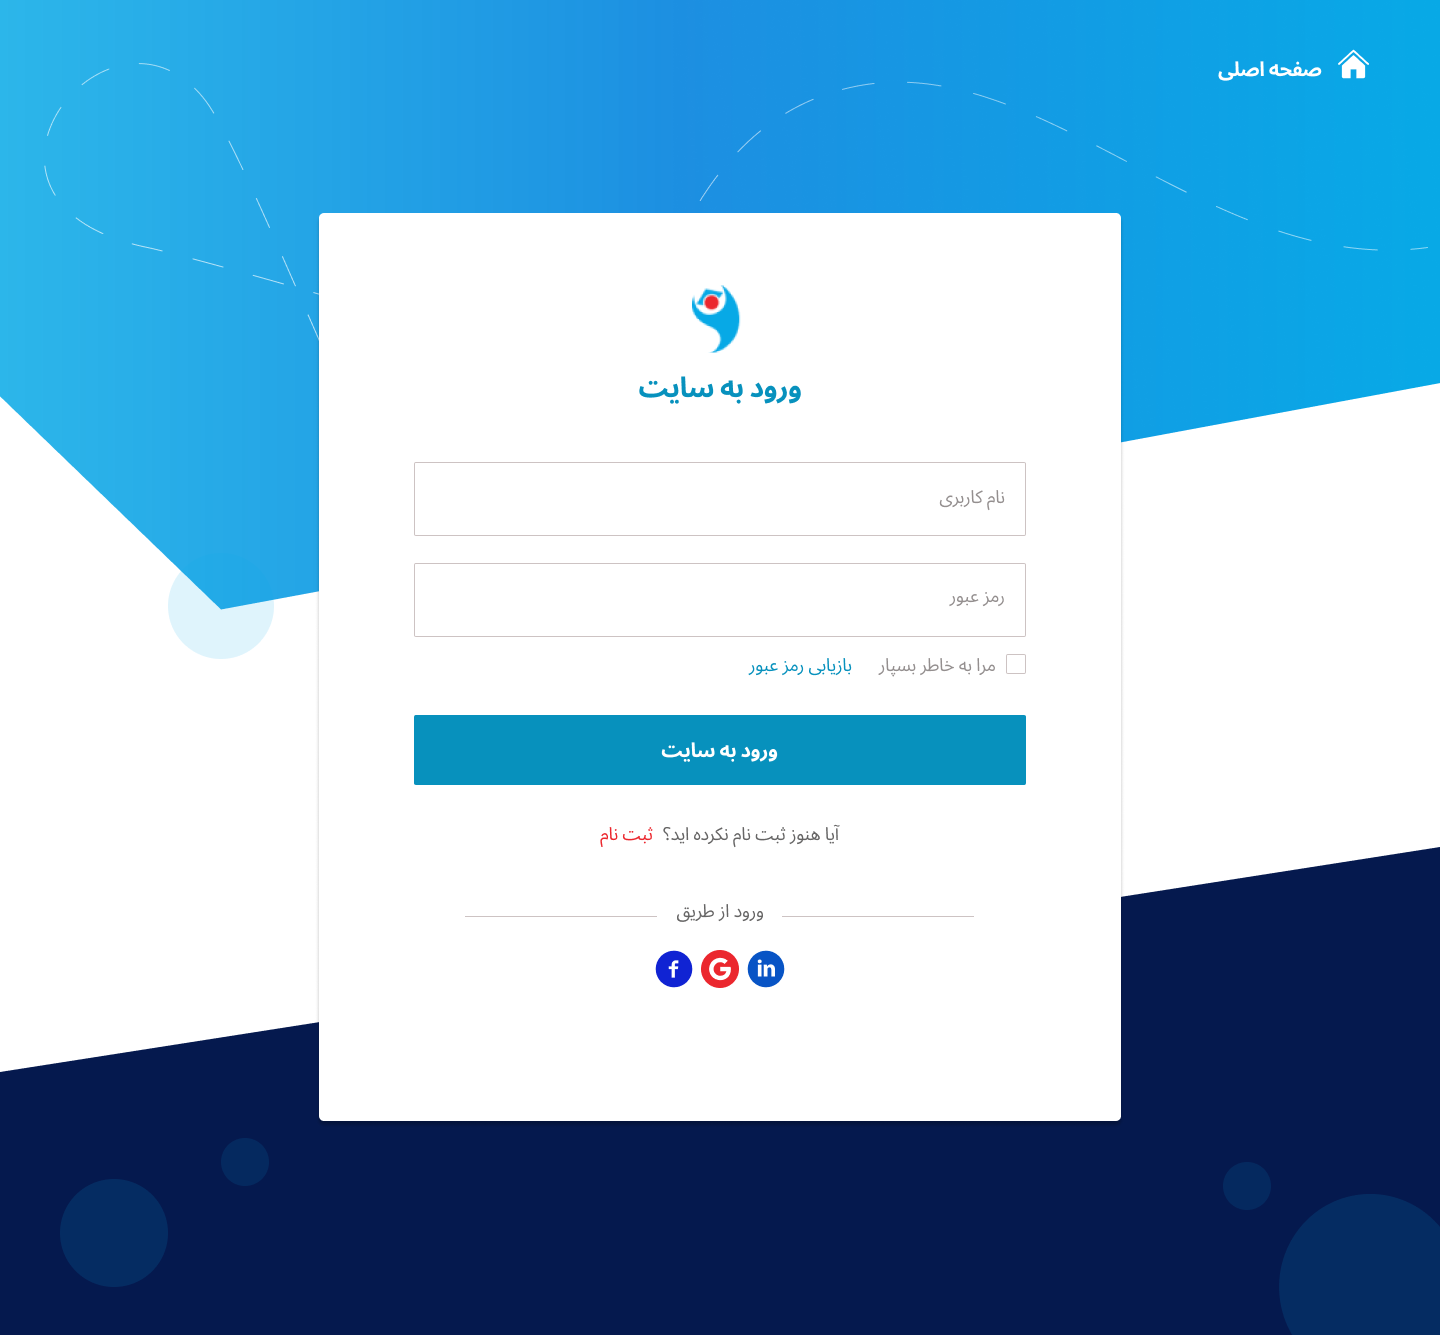 صفحه اصلی
ورود به سایت
نام کاربری
رمز عبور
مرا به خاطر بسپار بازیابی رمز عبور
ورود به سایت
آیا هنوز ثبت نام نکرده اید؟ ثبت نام
ورود از طریق
f G in